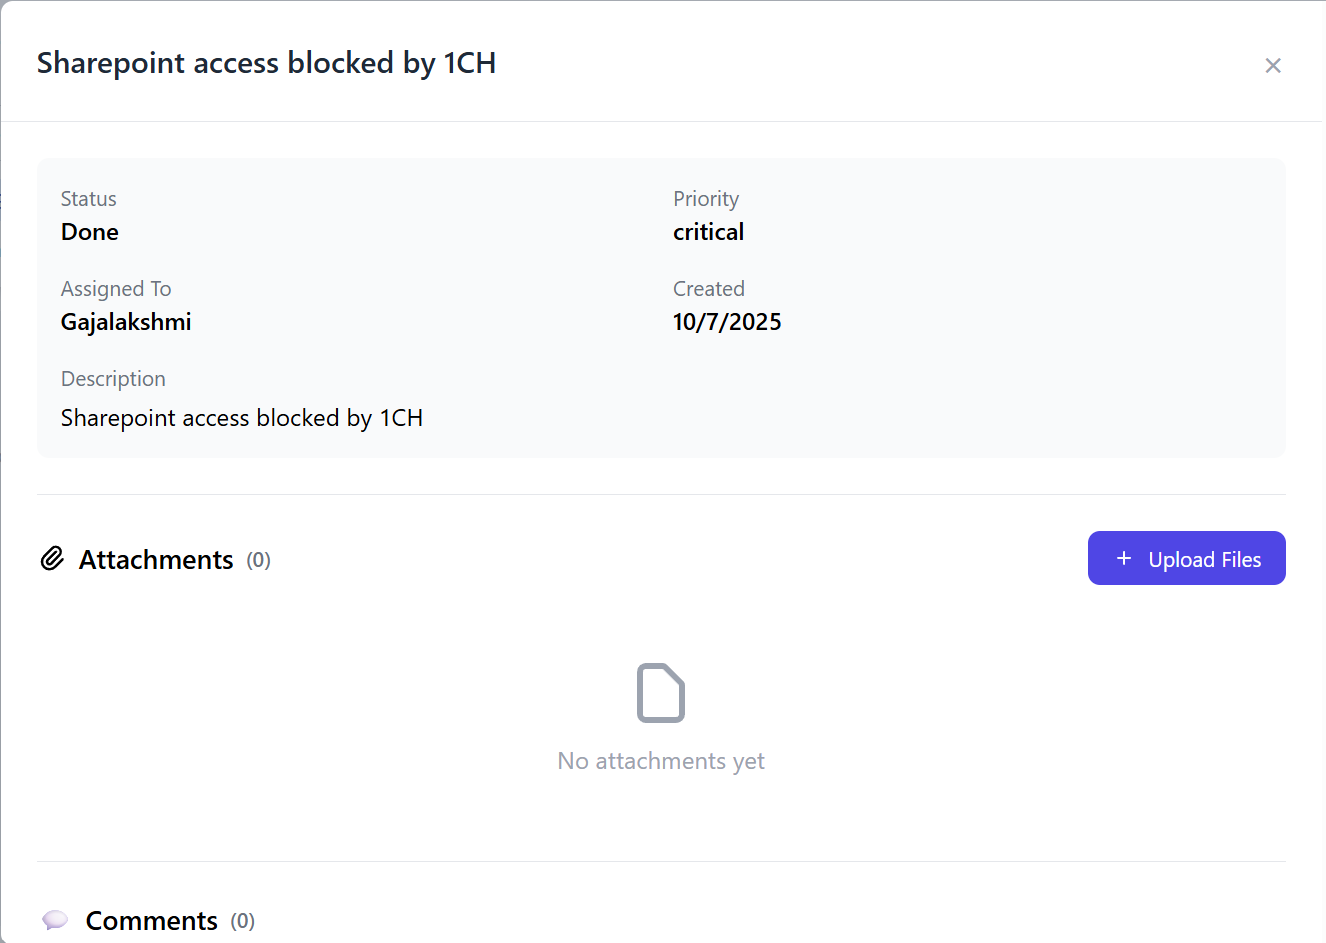 Sharepoint access blocked by 1CH
Status
Priority
Done
critical
Assigned To
Created
Gajalakshmi
10/7/2025
Description
Sharepoint access blocked by 1CH
Attachments (0)
+ Upload Files
No attachments yet
Comments (0)